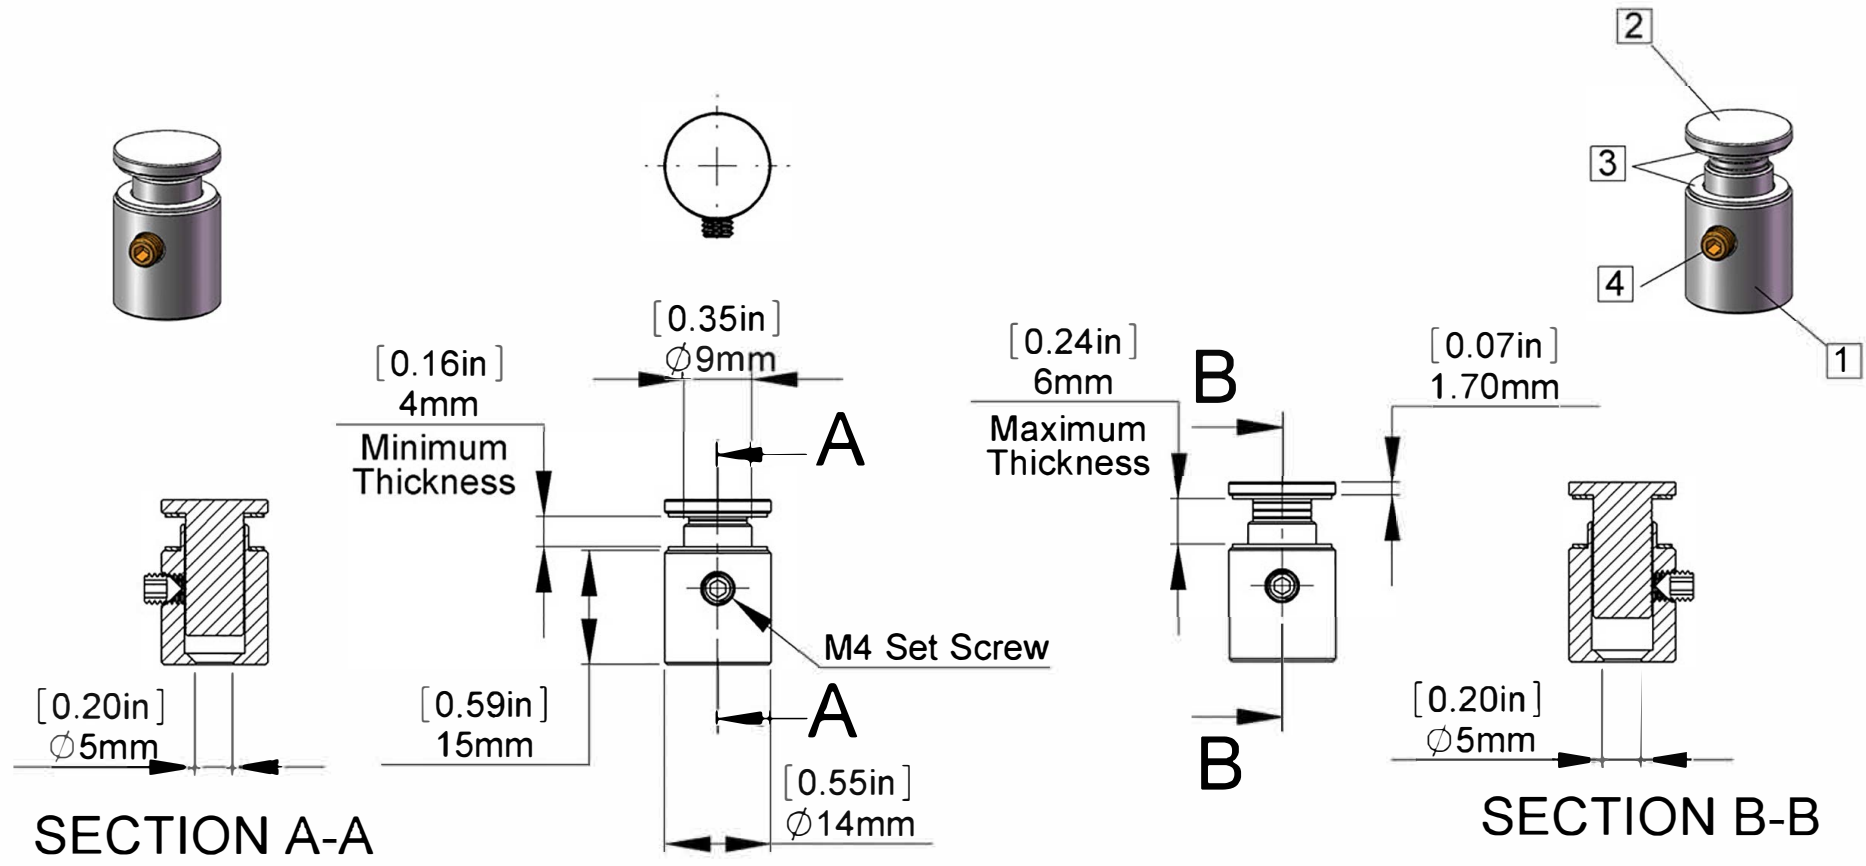 2
3
4
1
[0.35in]
⌀9mm
[0.16in]
4mm
Minimum
Thickness
A
[0.24in]
6mm
Maximum
Thickness
B
[0.07in]
1.70mm
M4 Set Screw
[0.20in]
⌀5mm
[0.59in]
15mm
A
[0.55in]
⌀14mm
B
[0.20in]
⌀5mm
SECTION A-A
SECTION B-B